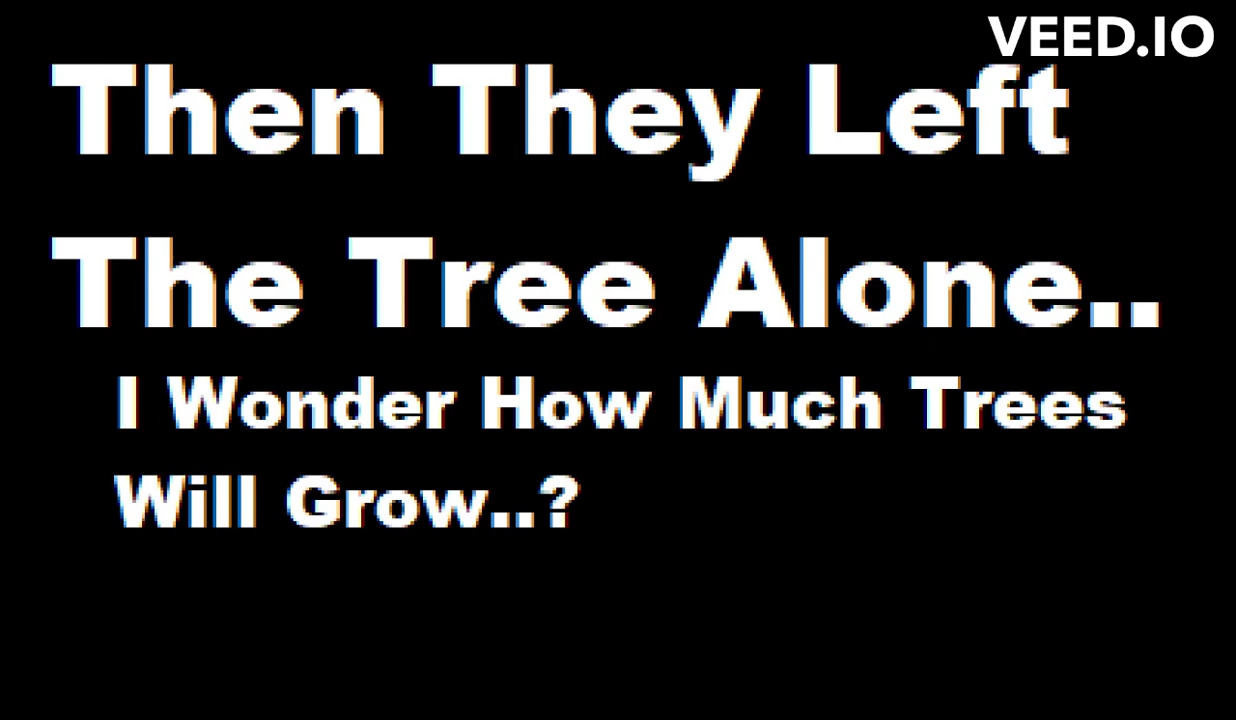 VEED.IO
Then They Left
The Tree Alone..
I Wonder How Much Trees
Will Grow..?